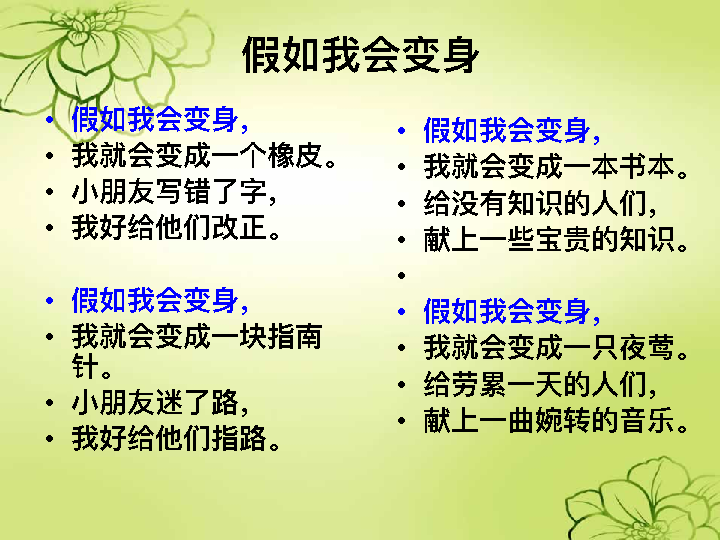 假如我会变身
• 假如我会变身，
• 我就会变成一个橡皮。
• 小朋友写错了字，
• 我好给他们改正。
• 假如我会变身，
• 我就会变成一块指南
针。
• 小朋友迷了路，
• 我好给他们指路。
• 假如我会变身，
• 我就会变成一本书本。
• 给没有知识的人们，
• 献上一些宝贵的知识。
•
• 假如我会变身，
• 我就会变成一只夜莺。
• 给劳累一天的人们，
• 献上一曲婉转的音乐。